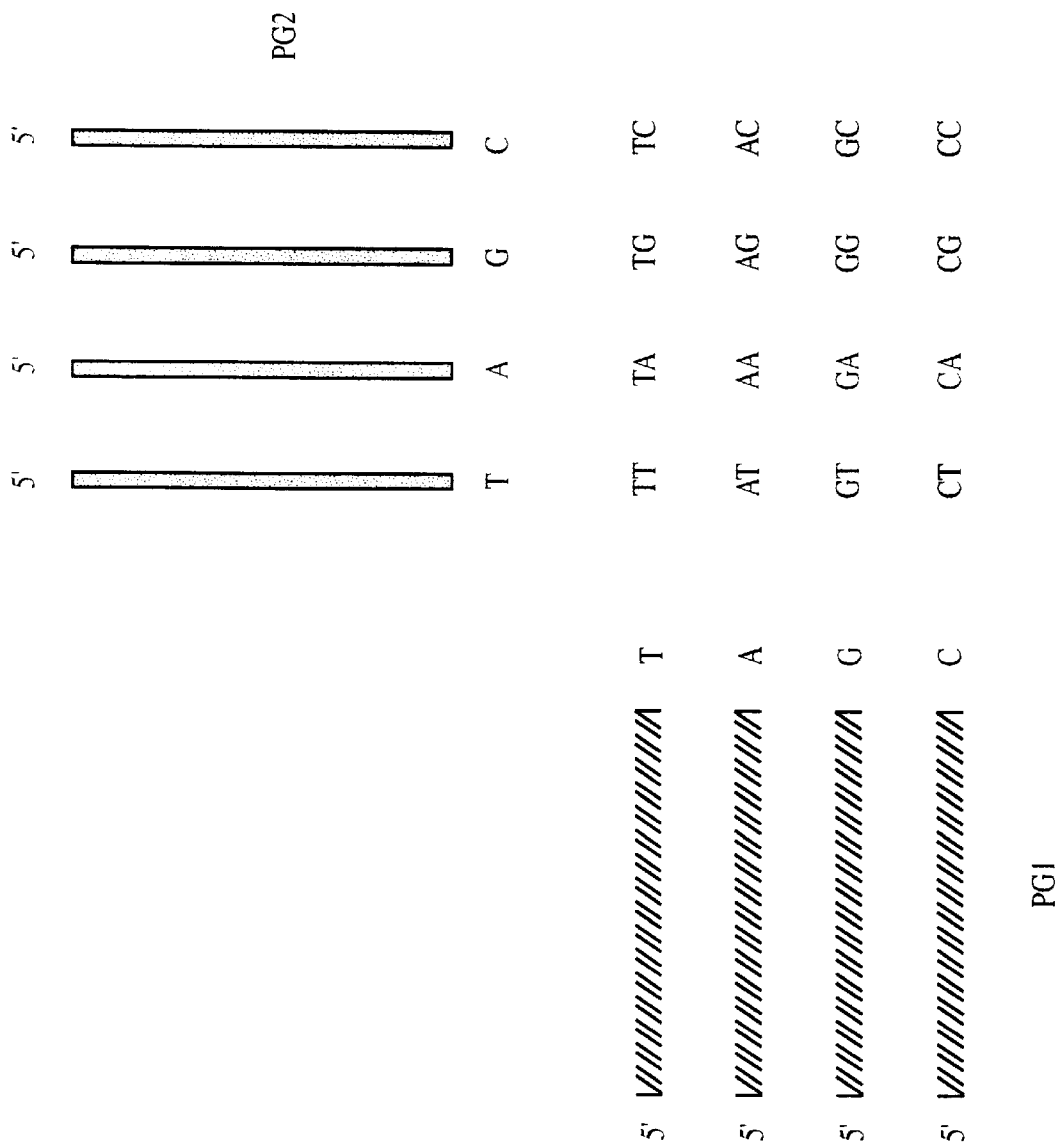 5' 5' 5' 5'
PG2
T A G C
5' T TT TA TG TC
5' A AT AA AG AC
5' G GT GA GG GC
5' C CT CA CG CC
PG1